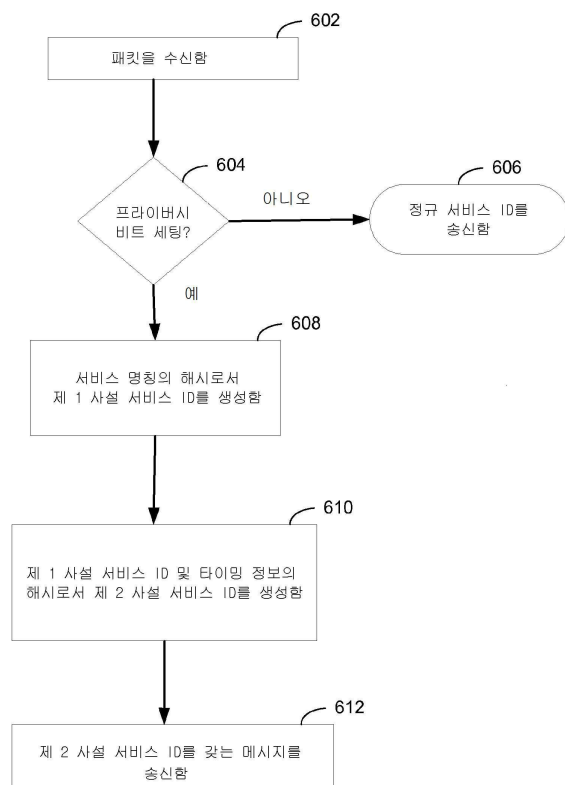 602
패킷을 수신함
604
프라이버시
비트 세팅?
아니오
606
정규 서비스 ID를
송신함
예
608
서비스 명칭의 해시로서
제 1 사설 서비스 ID를 생성함
610
제 1 사설 서비스 ID 및 타이밍 정보의
해시로서 제 2 사설 서비스 ID를 생성함
612
제 2 사설 서비스 ID를 갖는 메시지를
송신함